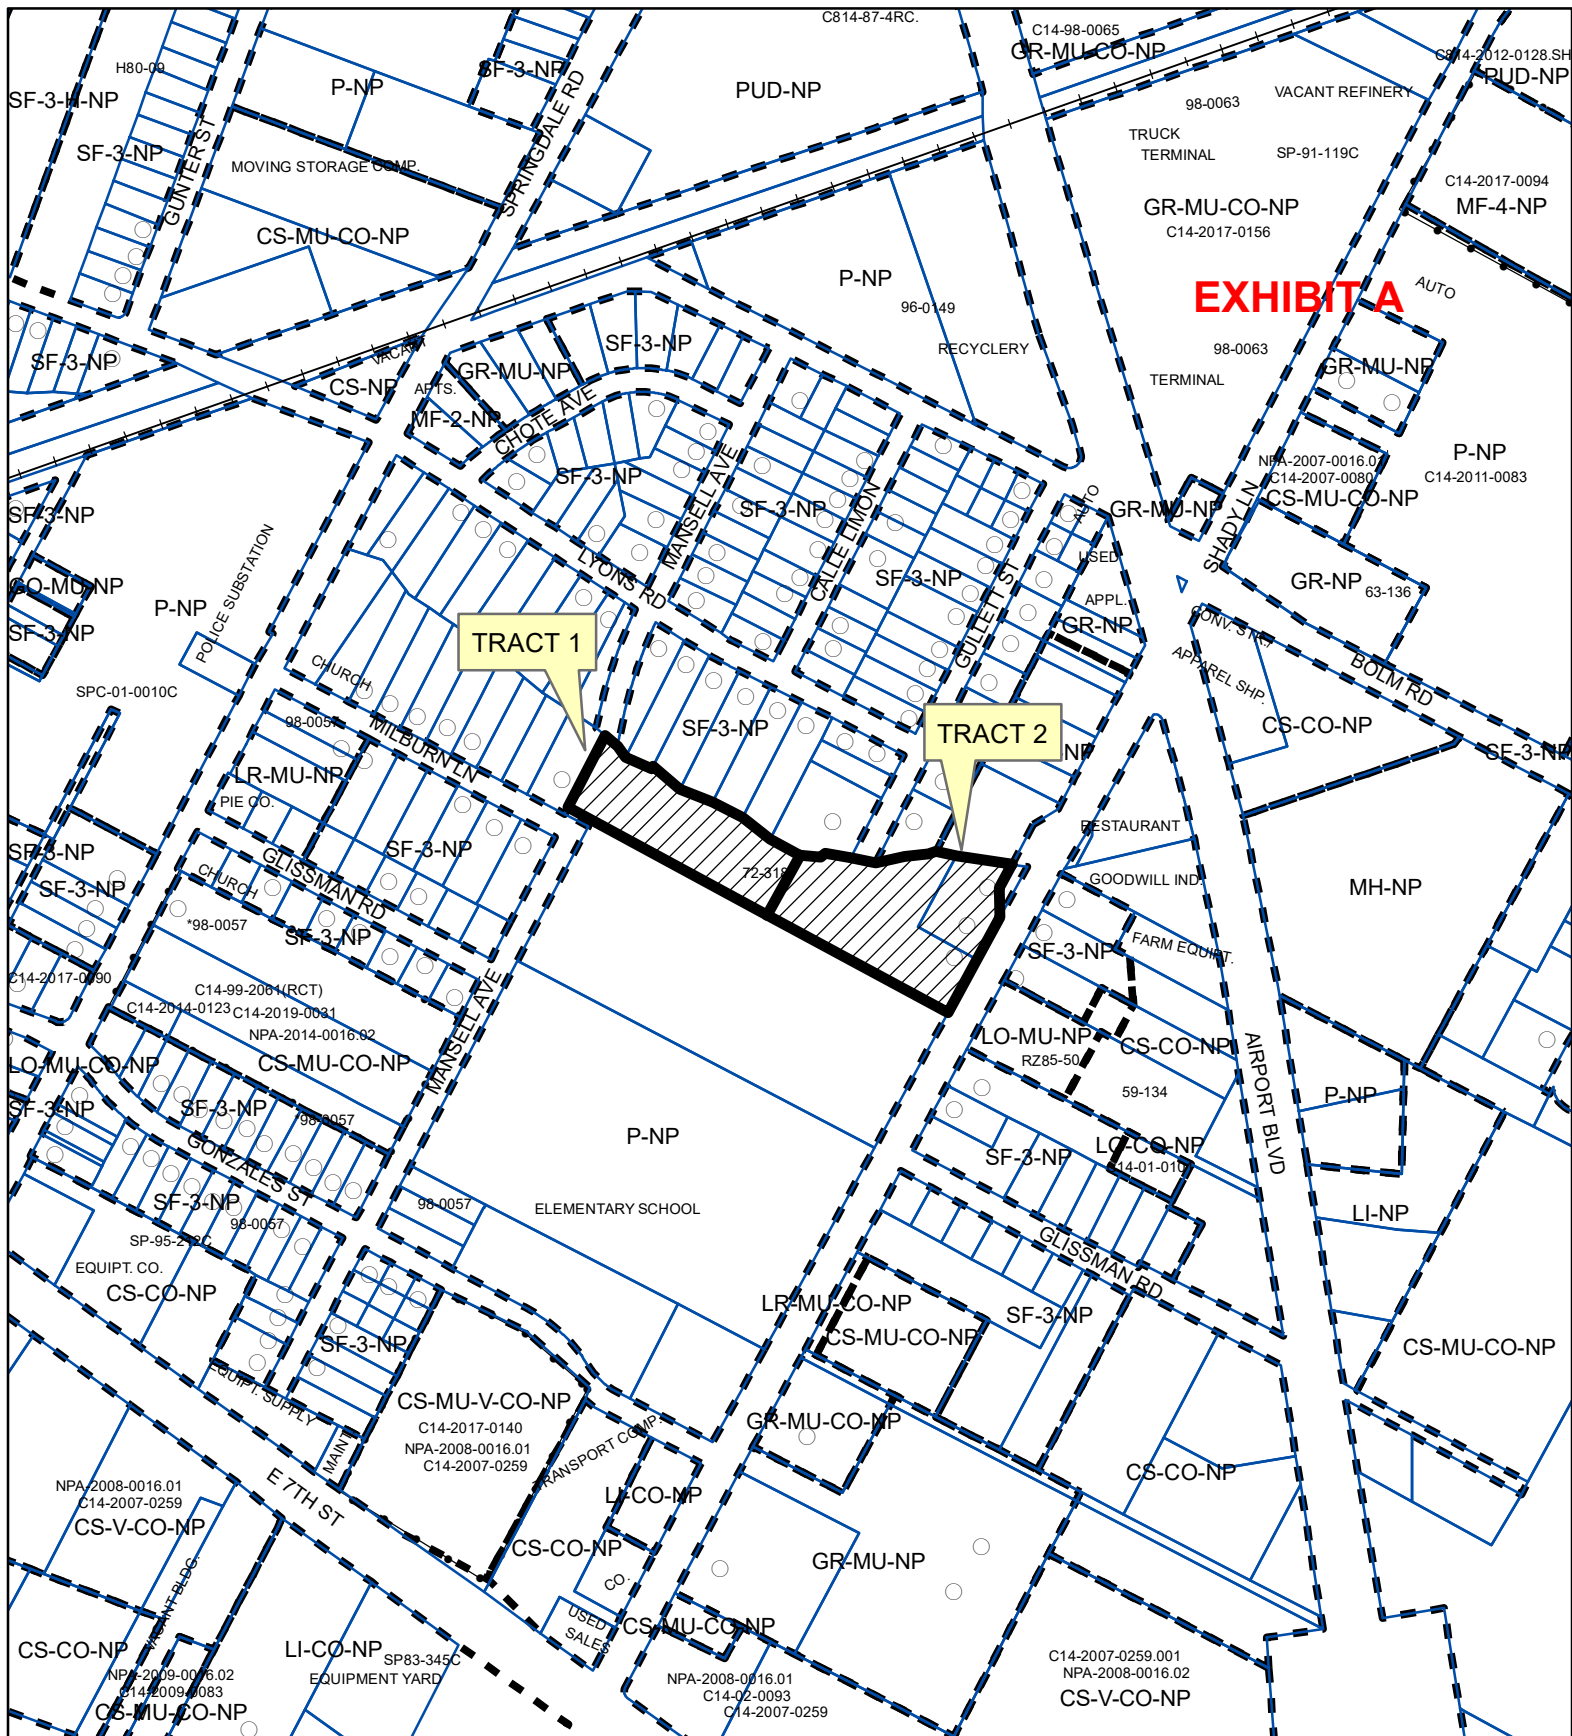 C814-87-4RC.
C14-98-0065
GR-MU-CO-NP
C814-2012-0128.SH
PUD-NP
H80-09
SF-3-NP
P-NP
PUD-NP
SF-3-H-NP
98-0063
VACANT REFINERY
TRUCK
TERMINAL
SP-91-119C
SF-3-NP
GUNTER ST
MOVING STORAGE COMP.
SPRINGDALE RD
C14-2017-0094
MF-4-NP
GR-MU-CO-NP
C14-2017-0156
CS-MU-CO-NP
P-NP
EXHIBIT A
AUTO
96-0149
RECYCLERY
98-0063
TERMINAL
SF-3-NP
VACANT
SF-3-NP
GR-MU-NP
GR-MU-NP
CS-NP
APTS.
MF-2-NP
CHOTE AVE
SF-3-NP
MANSELL AVE
SF-3-NP
CALLE LIMON
P-NP
C14-2011-0083
NPA-2007-0016.01
C14-2007-0080
CS-MU-CO-NP
AUTO
GR-MU-NP
SHADY LN
SF-3-NP
POLICE SUBSTATION
LYONS RD
SF-3-NP
GULLETT ST
USED
APPL.
GR-NP
GR-NP
63-136
GO-MU-NP
P-NP
SF-3-NP
TRACT 1
CONV. STR./
APPAREL SHP.
BOLM RD
CHURCH
SPC-01-0010C
98-0057
MILBURN LN
SF-3-NP
TRACT 2
-NP
CS-CO-NP
SF-3-NP
LR-MU-NP
PIE CO.
RESTAURANT
SF-3-NP
GLISSMAN RD
SF-3-NP
CHURCH
SF-3-NP
72-318
GOODWILL IND.
MH-NP
*98-0057
SF-3-NP
SF-3-NP
FARM EQUIPT.
C14-2017-0090
C14-99-2061(RCT)
C14-2014-0123
C14-2019-0031
NPA-2014-0016.02
CS-MU-CO-NP
MANSELL AVE
LO-MU-NP
RZ85-50
CS-CO-NP
AIRPORT BLVD
LO-MU-CO-NP
59-134
P-NP
SF-3-NP
SF-3-NP
*98-0057
GONZALES ST
P-NP
LO-CO-NP
SF-3-NP
SF-3-NP
98-0057
98-0057
ELEMENTARY SCHOOL
LI-NP
SP-95-212C
EQUIPT. CO.
CS-CO-NP
GLISSMAN RD
LR-MU-CO-NP
SF-3-NP
CS-MU-CO-NP
SF-3-NP
CS-MU-CO-NP
EQUIPT. SUPPLY
CS-MU-V-CO-NP
C14-2017-0140
NPA-2008-0016.01
C14-2007-0259
GR-MU-CO-NP
MAINT
TRANSPORT COMP.
CS-CO-NP
NPA-2008-0016.01
C14-2007-0259
CS-V-CO-NP
E 7TH ST
LI-CO-NP
CS-CO-NP
GR-MU-NP
CO.
VACANT BLDG.
USED
SALES
CS-MU-CO-NP
CS-CO-NP
LI-CO-NP
SP83-345C
EQUIPMENT YARD
NPA-2009-0016.02
C14-2009-0083
CS-MU-CO-NP
NPA-2008-0016.01
C14-02-0093
C14-2007-0259
C14-2007-0259.001
NPA-2008-0016.02
CS-V-CO-NP